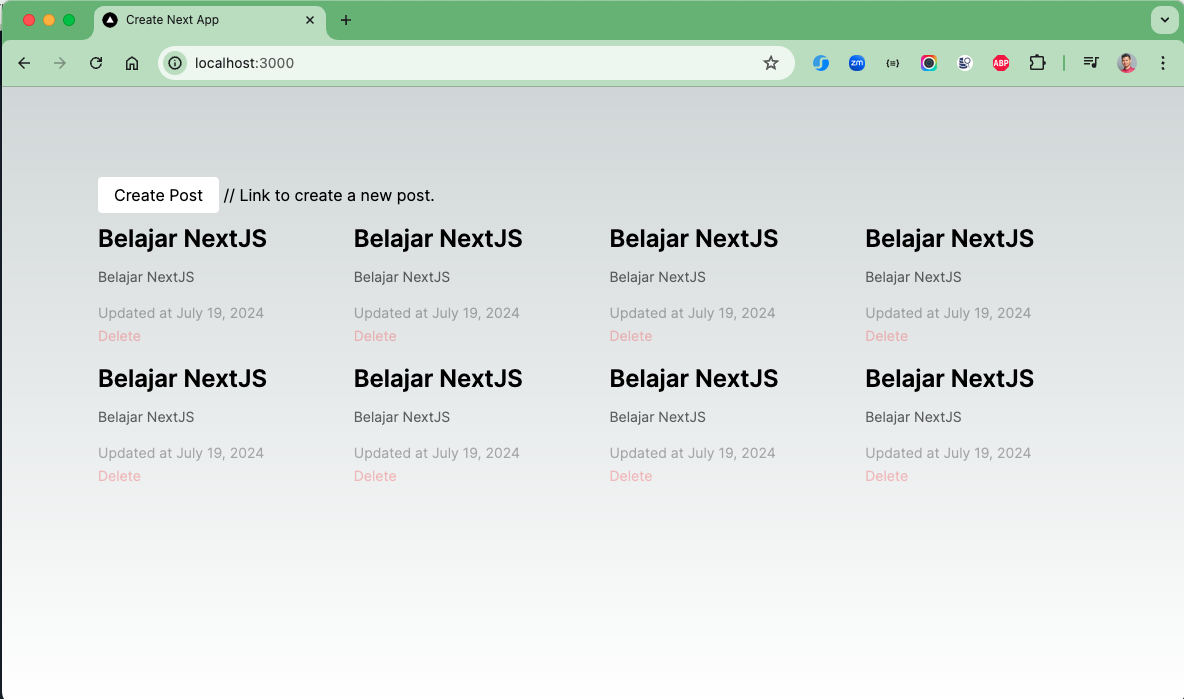 Create Next App
localhost:3000
zm
{=}
ABP
Create Post // Link to create a new post.
Belajar NextJS Belajar NextJS Belajar NextJS Belajar NextJS
Belajar NextJS Belajar NextJS Belajar NextJS Belajar NextJS
Updated at July 19, 2024 Updated at July 19, 2024 Updated at July 19, 2024 Updated at July 19, 2024
Delete Delete Delete Delete
Belajar NextJS Belajar NextJS Belajar NextJS Belajar NextJS
Belajar NextJS Belajar NextJS Belajar NextJS Belajar NextJS
Updated at July 19, 2024 Updated at July 19, 2024 Updated at July 19, 2024 Updated at July 19, 2024
Delete Delete Delete Delete